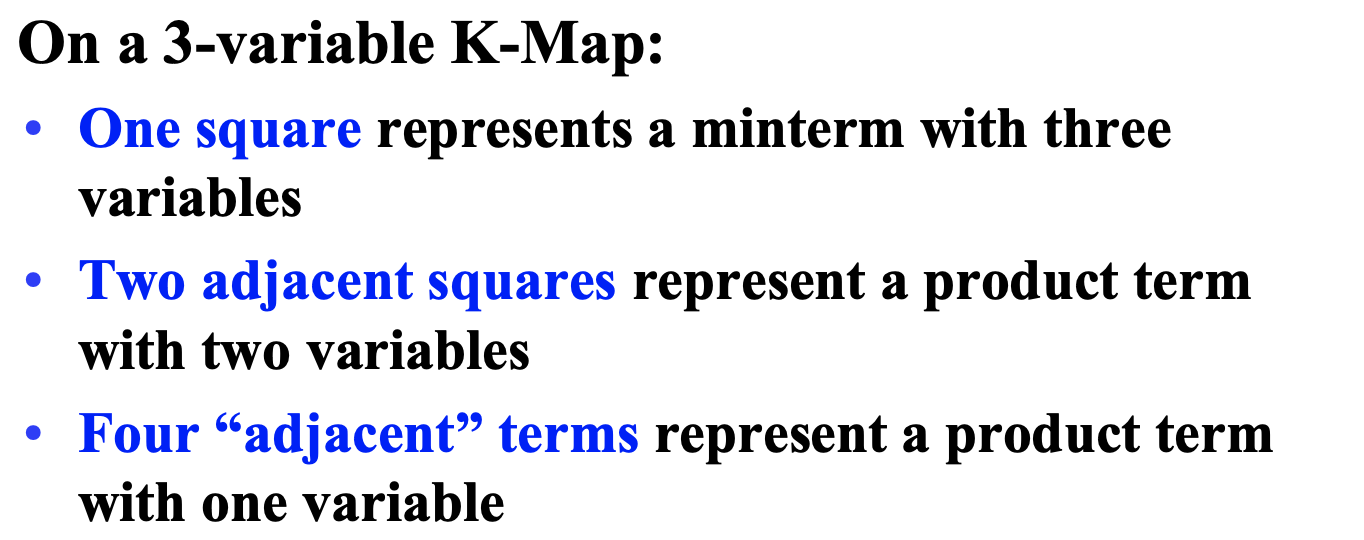 On a 3-variable K-Map:
• One square represents a minterm with three
variables
• Two adjacent squares represent a product term
with two variables
• Four “adjacent” terms represent a product term
with one variable